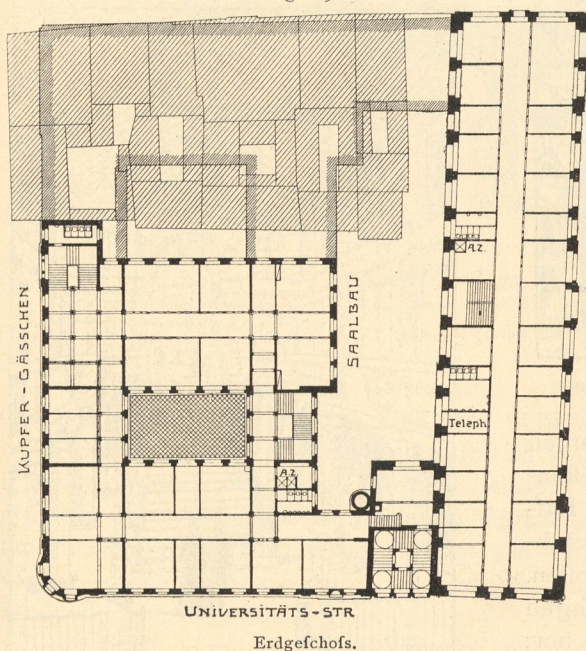 KUPFER-GÄSSCHEN
SAALBAU
A.Z.
Teleph.
A.Z.
UNIVERSITÄTS-STR
Erdgeſchoſs.